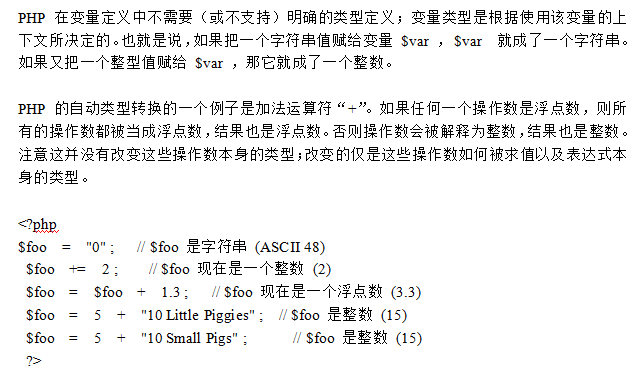 PHP 在变量定义中不需要（或不支持）明确的类型定义；变量类型是根据使用该变量的上
下文所决定的。也就是说，如果把一个字符串值赋给变量 $var ，$var 就成了一个字符串。
如果又把一个整型值赋给 $var ，那它就成了一个整数。
PHP 的自动类型转换的一个例子是加法运算符“+”。如果任何一个操作数是浮点数，则所
有的操作数都被当成浮点数，结果也是浮点数。否则操作数会被解释为整数，结果也是整数。
注意这并没有改变这些操作数本身的类型；改变的仅是这些操作数如何被求值以及表达式本
身的类型。
<?php
$foo = "0" ; // $foo 是字符串 (ASCII 48)
$foo += 2 ; // $foo 现在是一个整数 (2)
$foo = $foo + 1.3 ; // $foo 现在是一个浮点数 (3.3)
$foo = 5 + "10 Little Piggies" ; // $foo 是整数 (15)
$foo = 5 + "10 Small Pigs" ; // $foo 是整数 (15)
?>